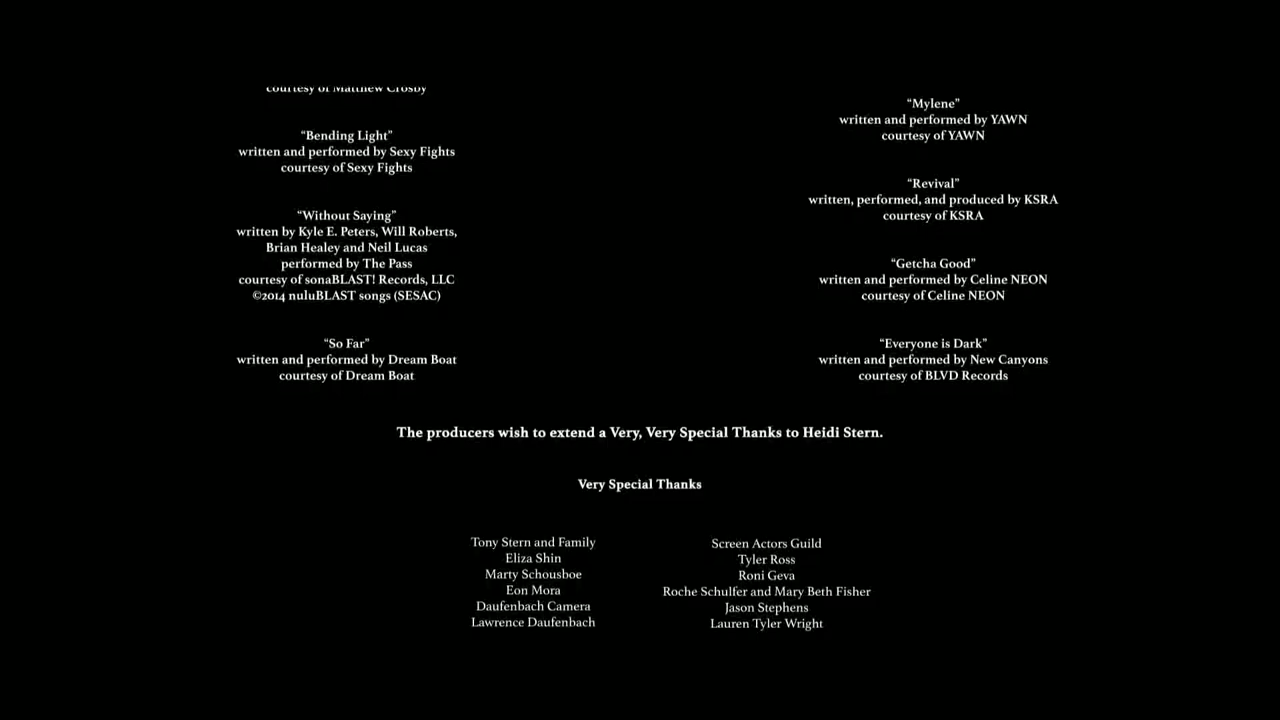 courtesy of Matthew Crosby
“Bending Light”
written and performed by Sexy Fights
courtesy of Sexy Fights
“Without Saying”
written by Kyle E. Peters, Will Roberts,
Brian Healey and Neil Lucas
performed by The Pass
courtesy of sonaBLAST! Records, LLC
©2014 nuluBLAST songs (SESAC)
“So Far”
written and performed by Dream Boat
courtesy of Dream Boat
“Mylene”
written and performed by YAWN
courtesy of YAWN
“Revival”
written, performed, and produced by KSRA
courtesy of KSRA
“Getcha Good”
written and performed by Celine NEON
courtesy of Celine NEON
“Everyone is Dark”
written and performed by New Canyons
courtesy of BLVD Records
The producers wish to extend a Very, Very Special Thanks to Heidi Stern.
Very Special Thanks
Tony Stern and Family
Eliza Shin
Marty Schousboe
Eon Mora
Daufenbach Camera
Lawrence Daufenbach
Screen Actors Guild
Tyler Ross
Roni Geva
Roche Schulfer and Mary Beth Fisher
Jason Stephens
Lauren Tyler Wright